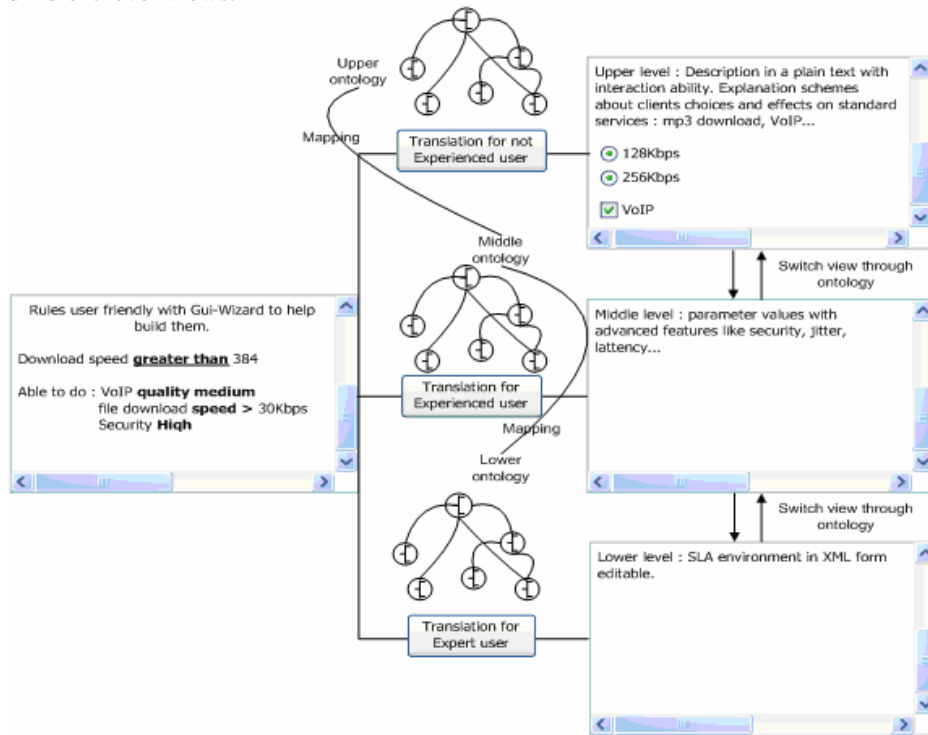 Upper
ontology
Mapping
Translation for not
Experienced user
Upper level : Description in a plain text with
interaction ability. Explanation schemes
about clients choices and effects on standard
services : mp3 download, VoIP...
128Kbps
256Kbps
VoIP
Switch view through
ontology
Middle
ontology
Rules user friendly with Gui-Wizard to help
build them.
Download speed greater than 384
Able to do : VoIP quality medium
file download speed > 30Kbps
Security High
Translation for
Experienced user
Mapping
Lower
ontology
Middle level : parameter values with
advanced features like security, jitter,
lattency...
Switch view through
ontology
Translation for
Expert user
Lower level : SLA environment in XML form
editable.